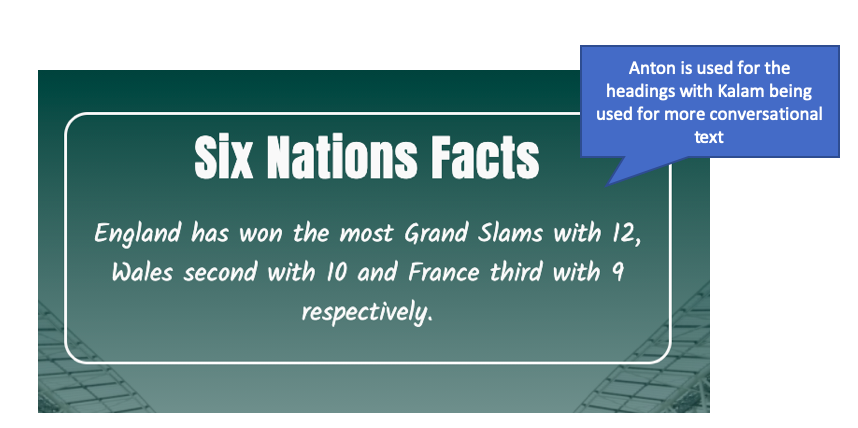 Anton is used for the
headings with Kalam being
used for more conversational
text
Six Nations Facts
England has won the most Grand Slams with 12,
Wales second with 10 and France third with 9
respectively.